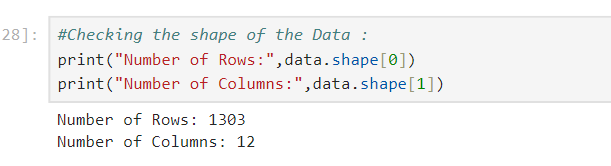 28]:
#Checking the shape of the Data :
print("Number of Rows:",data.shape[0])
print("Number of Columns:",data.shape[1])
Number of Rows: 1303
Number of Columns: 12